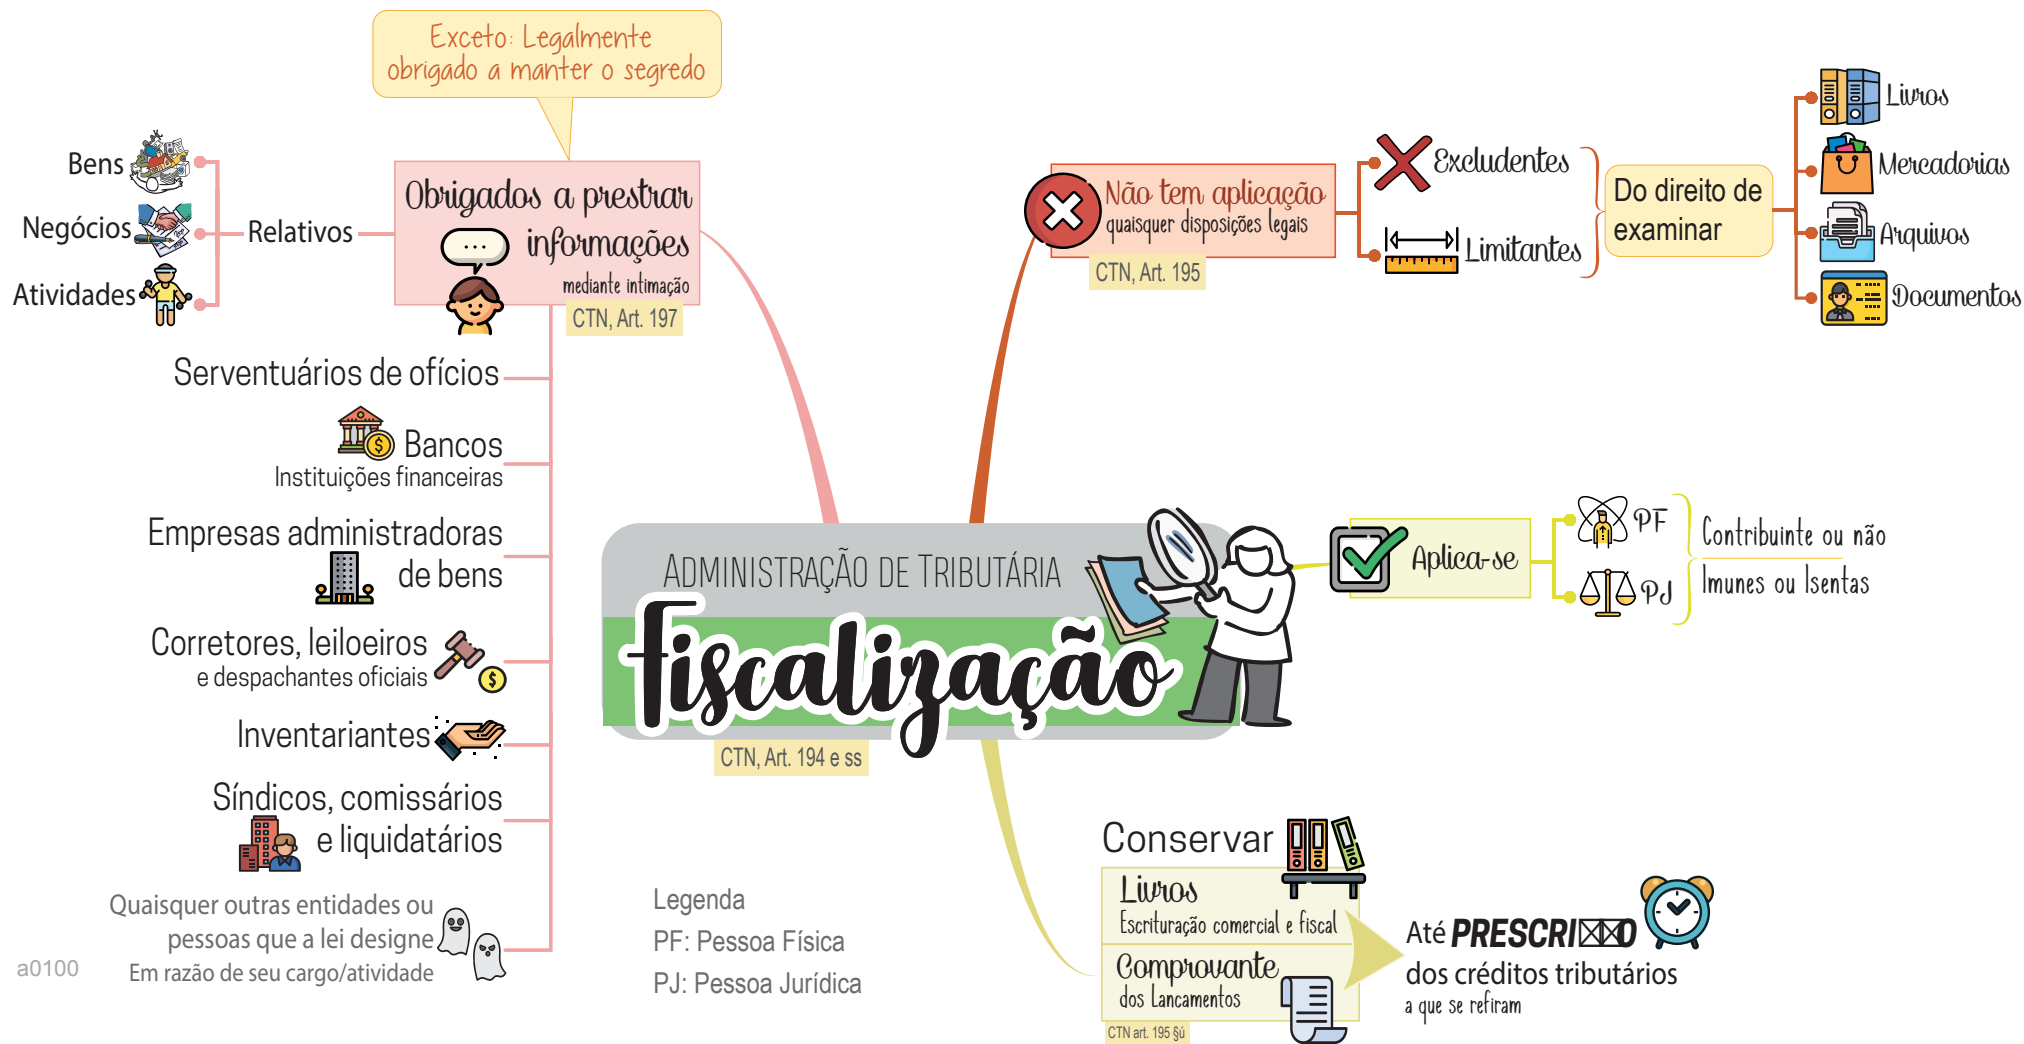 Exceto: Legalmente
obrigado a manter o segredo
Obrigados a prestrar
informações
mediante intimação
CTN, Art. 197
Relativos
Bens
Negócios
Atividades
Serventuários de ofícios
Bancos
Instituições financeiras
Empresas administradoras
de bens
Corretores, leiloeiros
e despachantes oficiais
Inventariantes
Síndicos, comissários
e liquidatários
Quaisquer outras entidades ou
pessoas que a lei designe
Em razão de seu cargo/atividade
a0100
Não tem aplicação
quaisquer disposições legais
CTN, Art. 195
Excludentes
Limitantes
Do direito de
examinar
Livros
Mercadorias
Arquivos
Documentos
ADMINISTRAÇÃO DE TRIBUTÁRIA
Fiscalização
CTN, Art. 194 e ss
Aplica-se
PF
PJ
Contribuinte ou não
Imunes ou Isentas
Conservar
Livros
Escrituração comercial e fiscal
Comprovante
dos Lancamentos
CTN art. 195 §ú
Até
dos créditos tributários
a que se refiram
Legenda
PF: Pessoa Física
PJ: Pessoa Jurídica